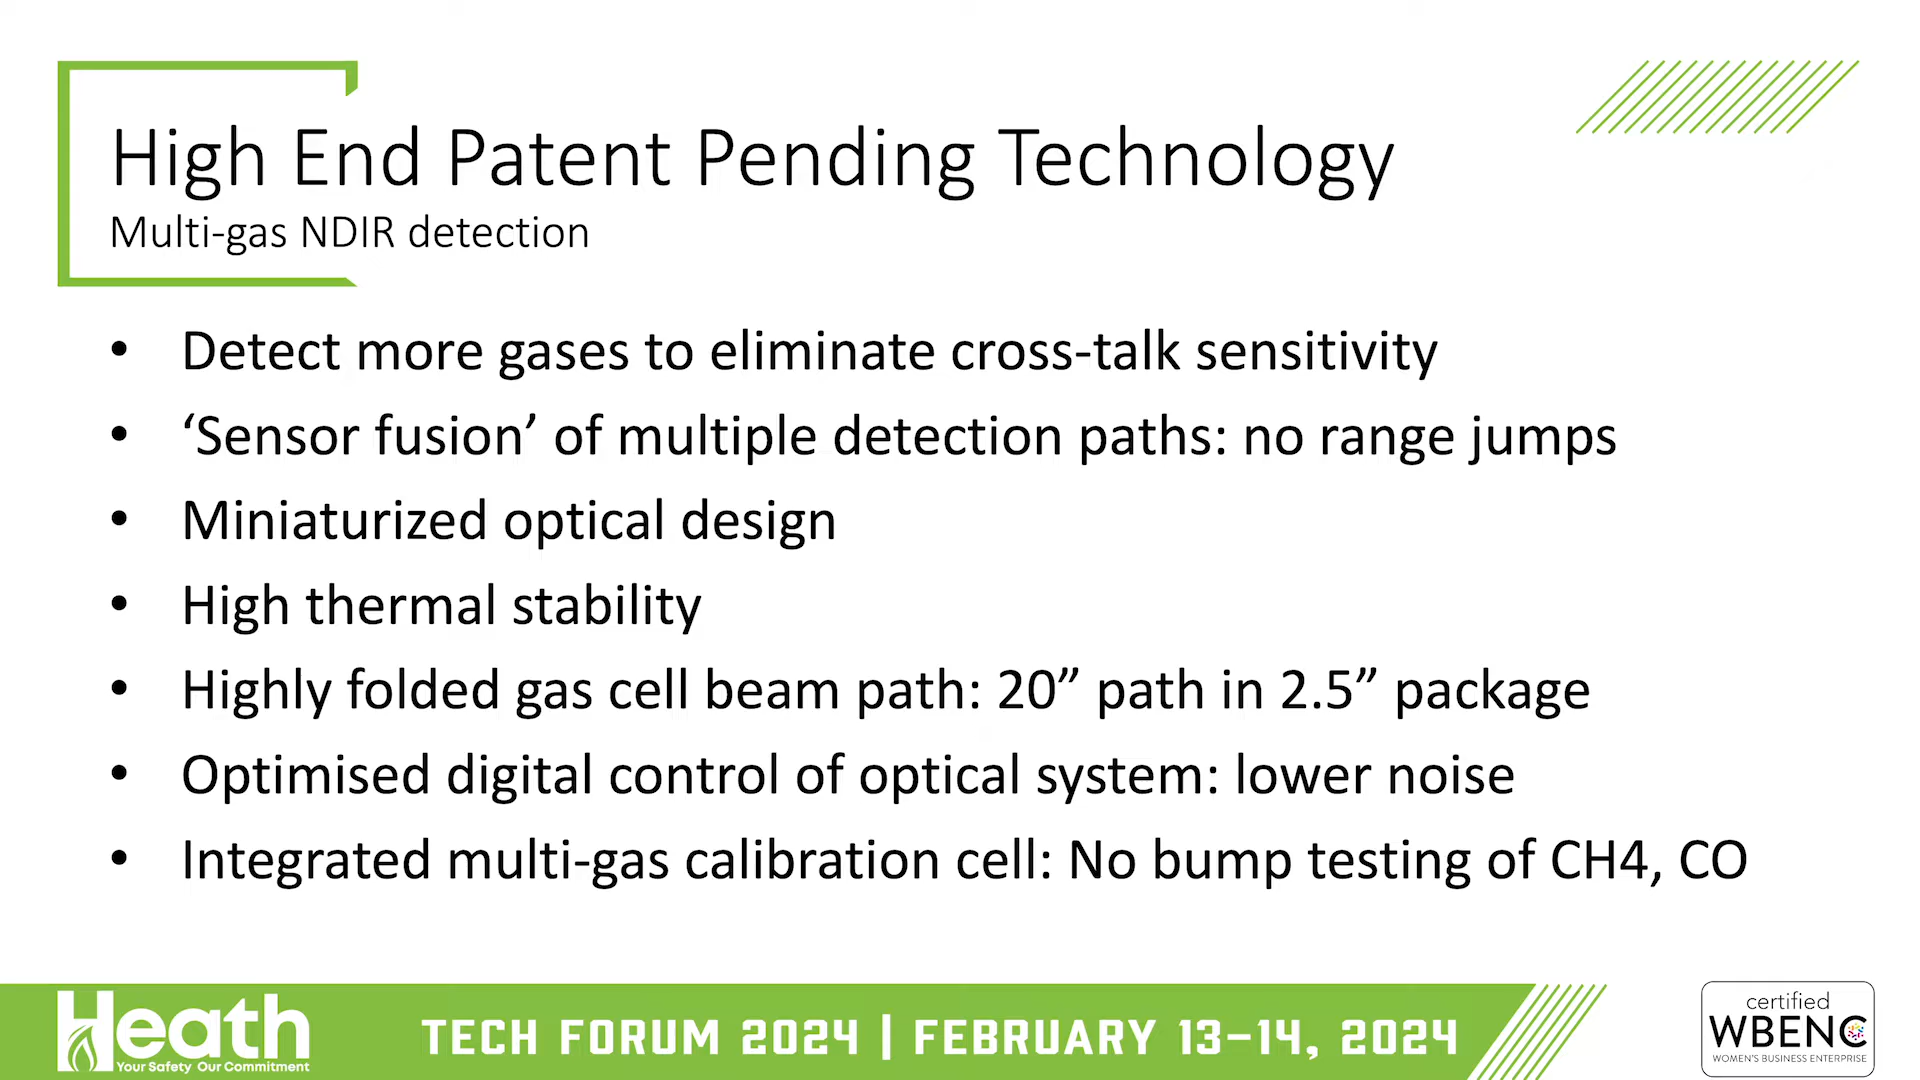 High End Patent Pending Technology
Multi-gas NDIR detection
• Detect more gases to eliminate cross-talk sensitivity
• ‘Sensor fusion’ of multiple detection paths: no range jumps
• Miniaturized optical design
• High thermal stability
• Highly folded gas cell beam path: 20” path in 2.5” package
• Optimised digital control of optical system: lower noise
• Integrated multi-gas calibration cell: No bump testing of CH4, CO
Heath
Your Safety Our Commitment
TECH FORUM 2024 | FEBRUARY 13–14, 2024
certified
WBENC
WOMEN'S BUSINESS ENTERPRISE